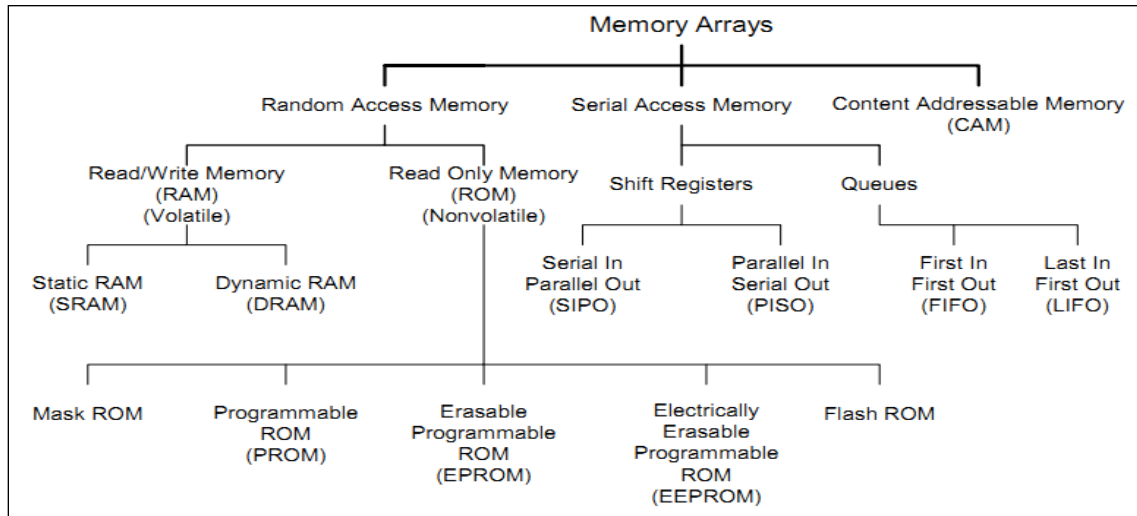 Memory Arrays
Random Access Memory
Serial Access Memory
Content Addressable Memory
(CAM)
Read/Write Memory
(RAM)
(Volatile)
Read Only Memory
(ROM)
(Nonvolatile)
Shift Registers
Queues
Static RAM
(SRAM)
Dynamic RAM
(DRAM)
Serial In
Parallel Out
(SIPO)
Parallel In
Serial Out
(PISO)
First In
First Out
(FIFO)
Last In
First Out
(LIFO)
Mask ROM
Programmable
ROM
(PROM)
Erasable
Programmable
ROM
(EPROM)
Electrically
Erasable
Programmable
ROM
(EEPROM)
Flash ROM